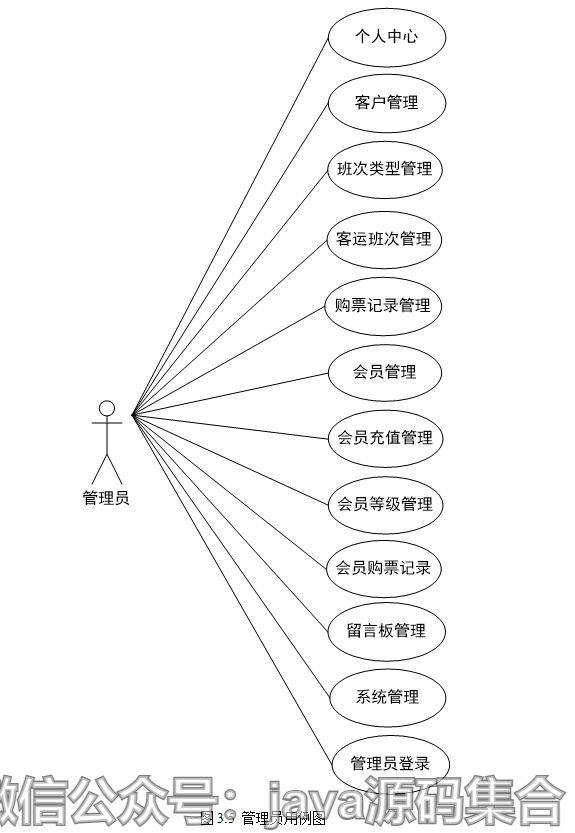 个人中心
客户管理
班次类型管理
客运班次管理
购票记录管理
会员管理
会员充值管理
会员等级管理
会员购票记录
留言板管理
系统管理
管理员登录
管理员
微信公众号：java源码集合
图 3.9 管理员用例图